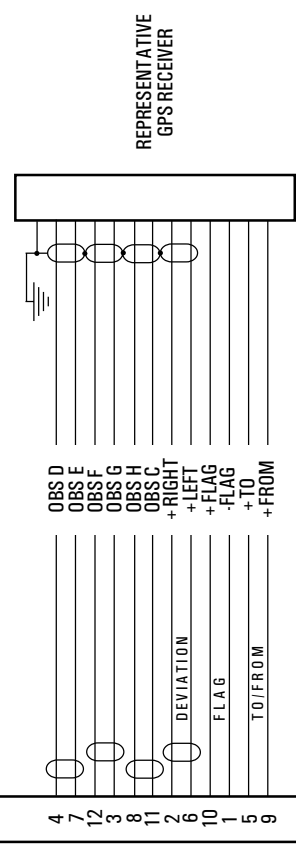 REPRESENTATIVE
GPS RECEIVER
4 OBS D
7 OBS E
12 OBS F
3 OBS G
8 OBS H
11 OBS C
2 DEVIATION +RIGHT
6 +LEFT
10 FLAG +FLAG
1 -FLAG
5 TO/FROM +TO
9 +FROM